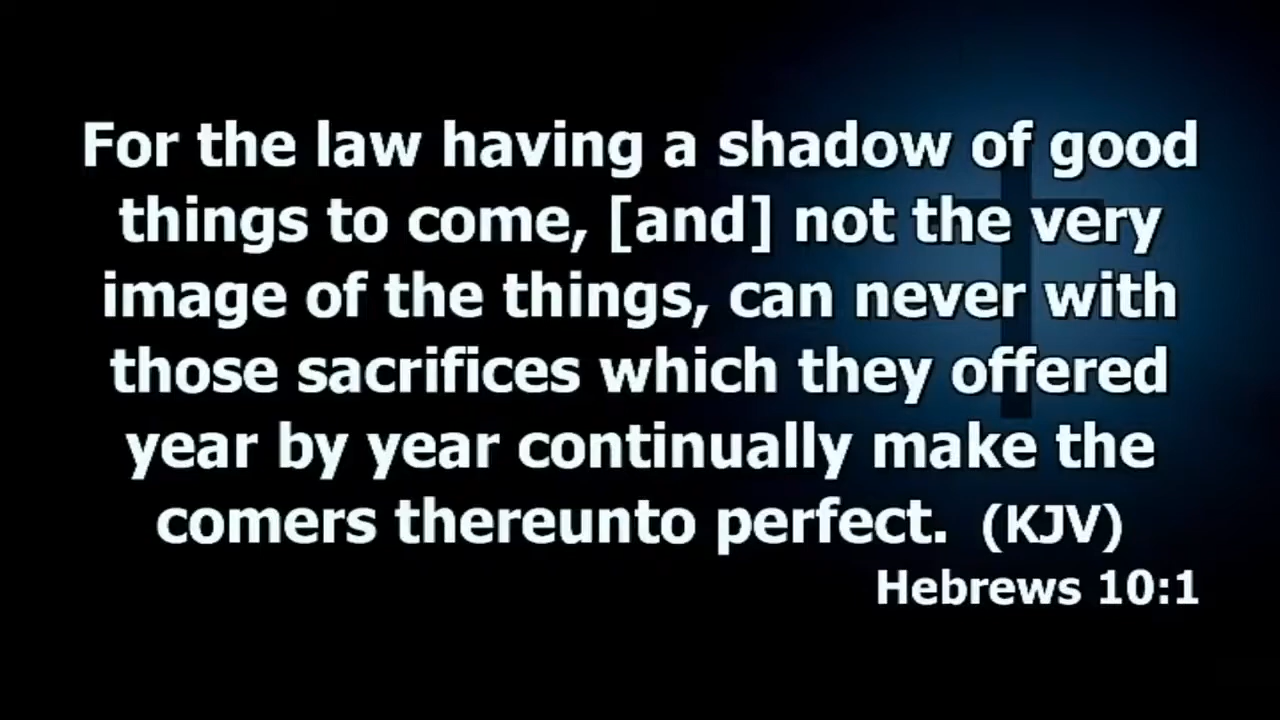 For the law having a shadow of good
things to come, [and] not the very
image of the things, can never with
those sacrifices which they offered
year by year continually make the
comers thereunto perfect. (KJV)
Hebrews 10:1